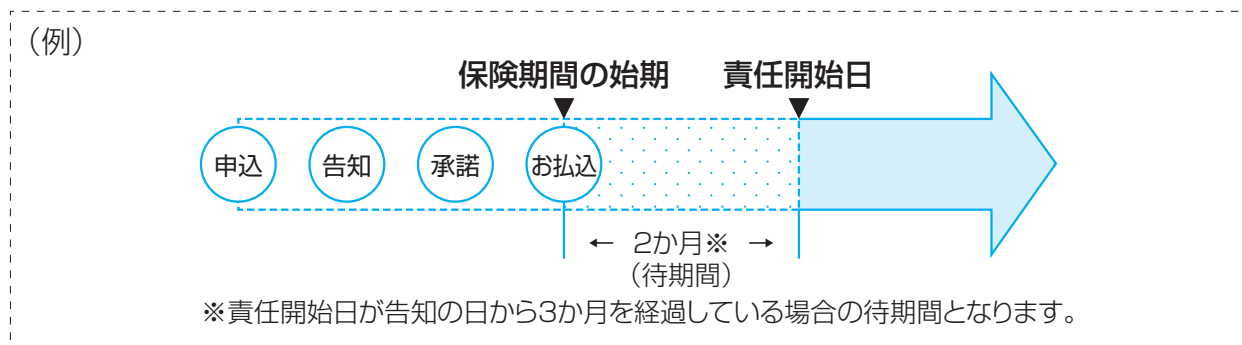 (例)
保険期間の始期 責任開始日
申込 告知 承諾 お払込
← 2か月※ →
(待期間)
※責任開始日が告知の日から3か月を経過している場合の待期間となります。